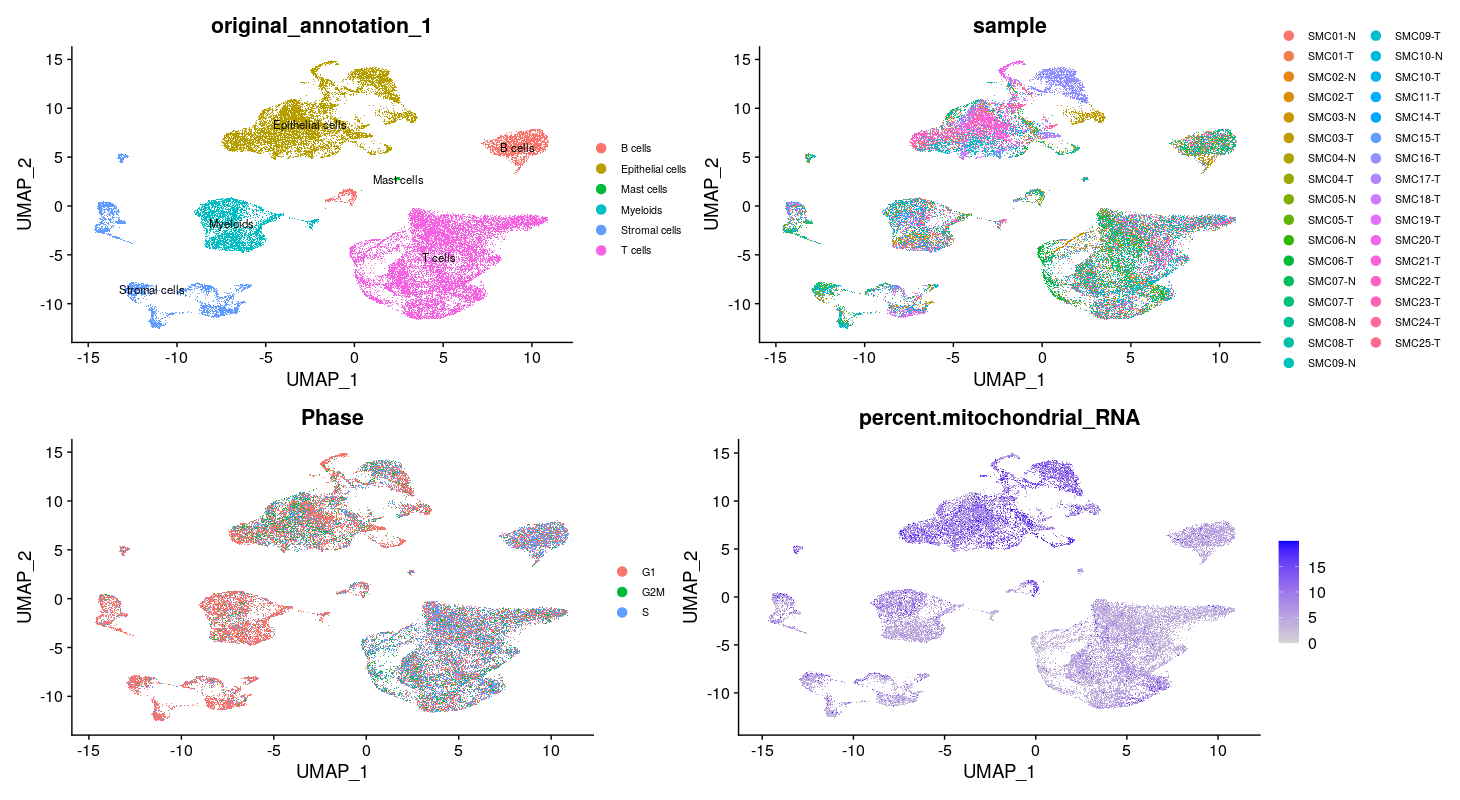 original_annotation_1
15
10
5
0
-5
-10
UMAP_2
-15
-10
-5
0
5
10
UMAP_1
Epithelial cells
B cells
Mast cells
Myeloids
T cells
Stromal cells
B cells
Epithelial cells
Mast cells
Myeloids
Stromal cells
T cells
sample
15
10
5
0
-5
-10
UMAP_2
-15
-10
-5
0
5
10
UMAP_1
SMC01-N
SMC01-T
SMC02-N
SMC02-T
SMC03-N
SMC03-T
SMC04-N
SMC04-T
SMC05-N
SMC05-T
SMC06-N
SMC06-T
SMC07-N
SMC07-T
SMC08-N
SMC08-T
SMC09-N
SMC09-T
SMC10-N
SMC10-T
SMC11-T
SMC14-T
SMC15-T
SMC16-T
SMC17-T
SMC18-T
SMC19-T
SMC20-T
SMC21-T
SMC22-T
SMC23-T
SMC24-T
SMC25-T
Phase
15
10
5
0
-5
-10
UMAP_2
-15
-10
-5
0
5
10
UMAP_1
G1
G2M
S
percent.mitochondrial_RNA
15
10
5
0
-5
-10
UMAP_2
-15
-10
-5
0
5
10
UMAP_1
15
10
5
0